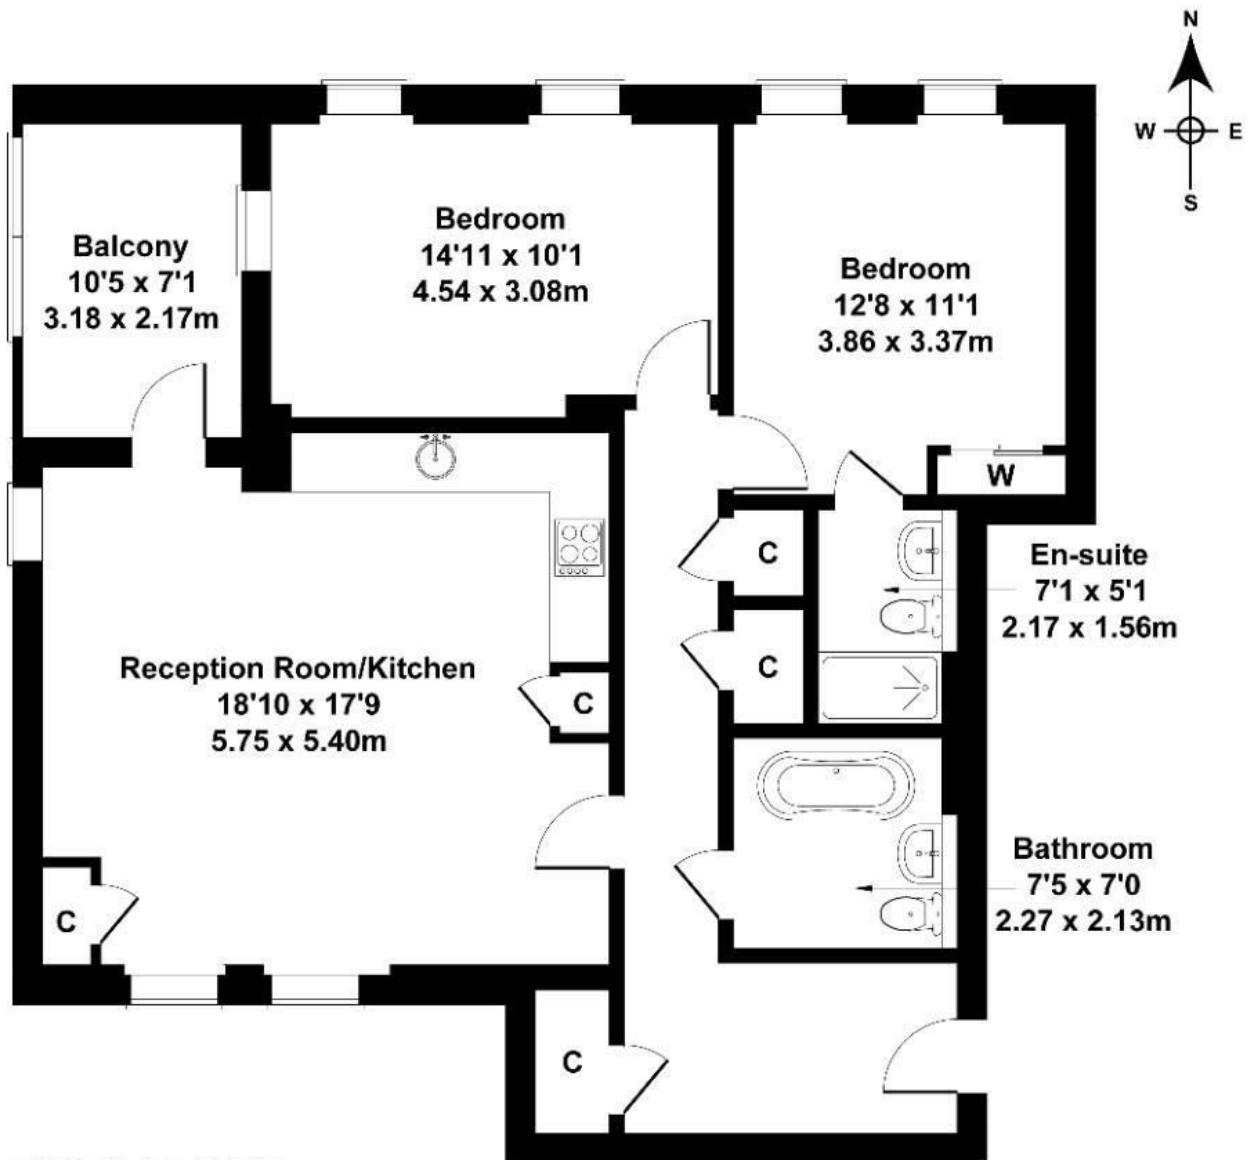 N
W
E
S
Balcony
10'5 x 7'1
3.18 x 2.17m
Bedroom
14'11 x 10'1
4.54 x 3.08m
Bedroom
12'8 x 11'1
3.86 x 3.37m
W
C
En-suite
7'1 x 5'1
2.17 x 1.56m
C
Reception Room/Kitchen
18'10 x 17'9
5.75 x 5.40m
C
Bathroom
7'5 x 7'0
2.27 x 2.13m
C
C